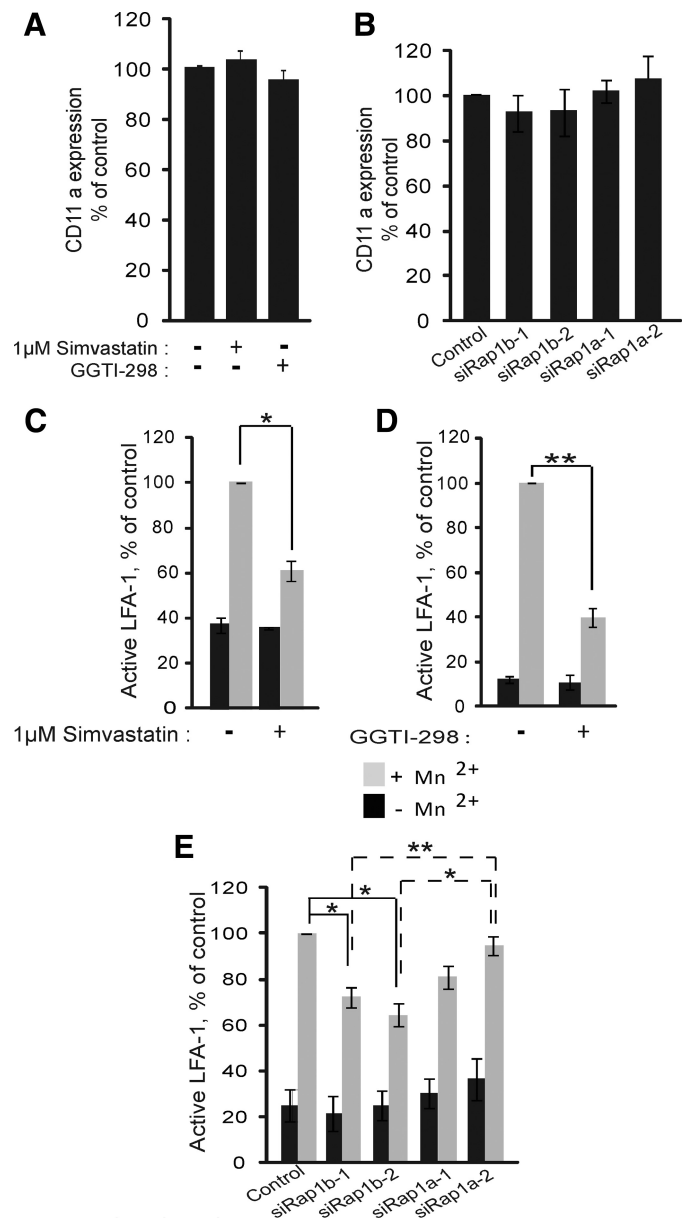 A
CD11 a expression
% of control
120
100
80
60
40
20
0
1µM Simvastatin : - + -
GGTI-298 : - - +
B
CD11 a expression
% of control
120
100
80
60
40
20
0
Control siRap1b-1 siRap1b-2 siRap1a-1 siRap1a-2
C
Active LFA-1, % of control
120
100
80
60
40
20
0
*
1µM Simvastatin : - +
D
Active LFA-1, % of control
120
100
80
60
40
20
0
**
GGTI-298 : - +
+ Mn 2+
- Mn 2+
E
Active LFA-1, % of control
120
100
80
60
40
20
0
**
* *
*
Control siRap1b-1 siRap1b-2 siRap1a-1 siRap1a-2